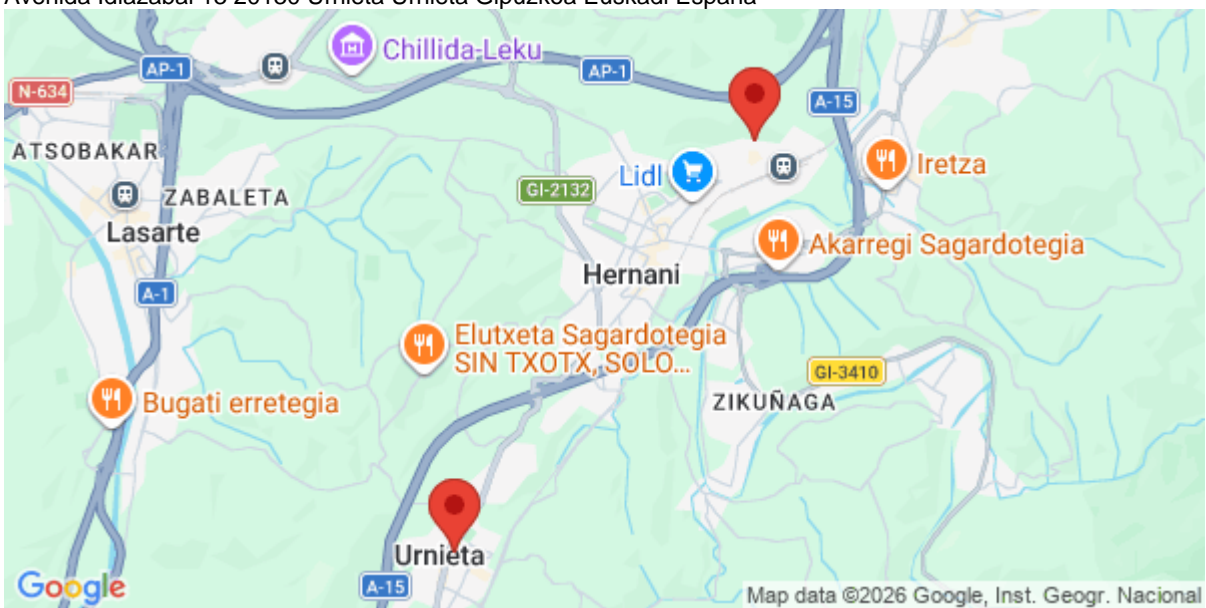 Avenida Idiazabal 18 20130 Urnieta Urnieta Gipuzkoa Euskadi España
Chillida-Leku
AP-1
AP-1
N-634
A-15
ATSOBAKAR
Iretza
Lidl
GI-2132
ZABALETA
Lasarte
Akarregi Sagardotegia
Hernani
A-1
Elutxeta Sagardotegia
SIN TXOTX, SOLO...
GI-3410
Bugati erretegia
ZIKUÑAGA
Urnieta
A-15
Google
Map data ©2026 Google, Inst. Geogr. Nacional